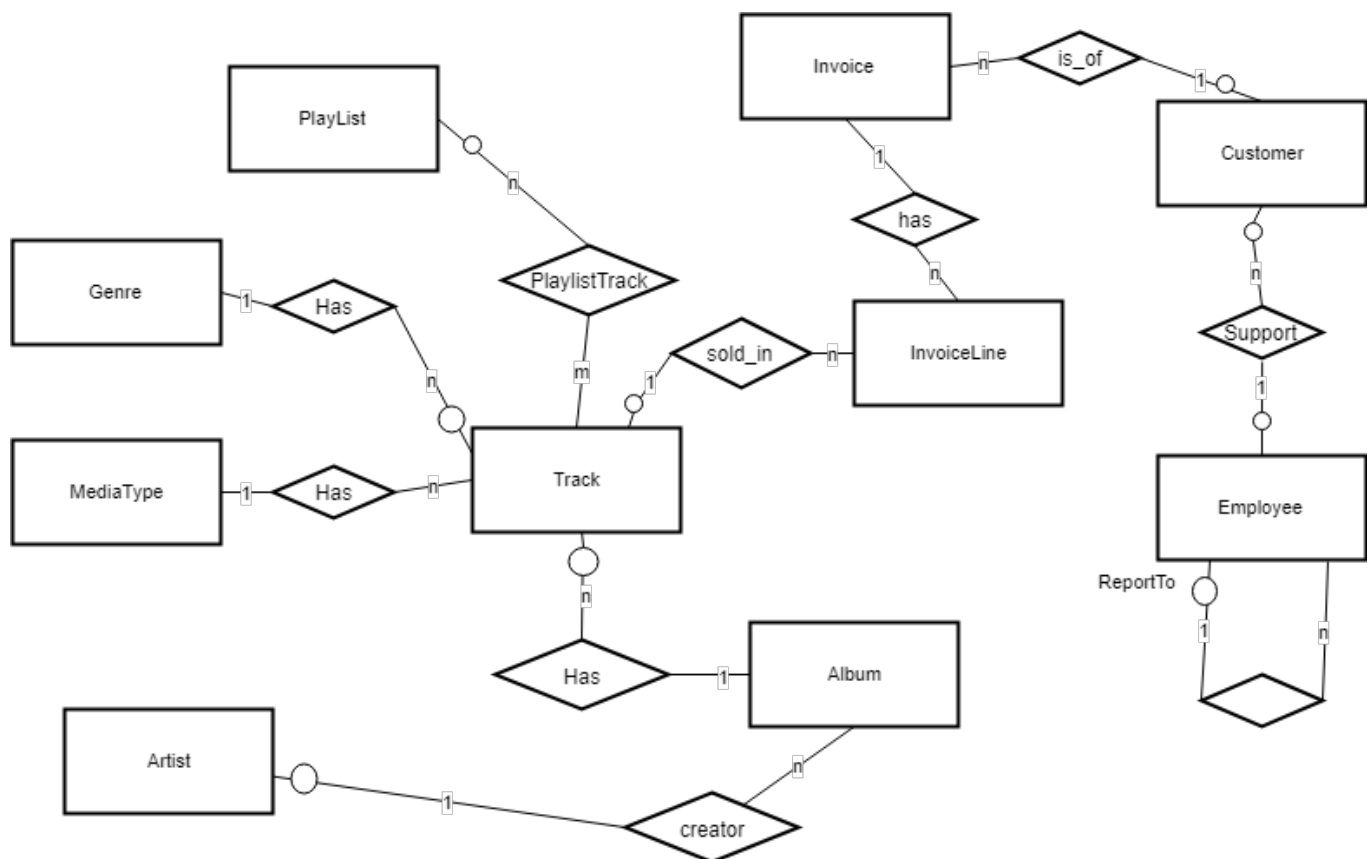 Invoice
n
is_of
1
PlayList
Customer
1
n
has
n
Genre
1
Has
PlaylistTrack
n
n
Support
sold_in
1
n
InvoiceLine
m
n
1
1
MediaType
1
Has
n
Track
Employee
ReportTo
n
1
n
Has
1
Album
Artist
n
1
creator